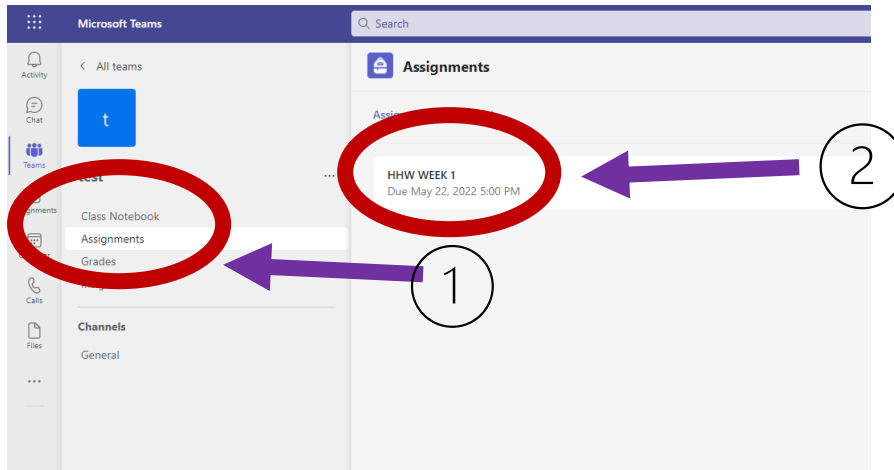 Microsoft Teams
Search
Activity
Chat
Teams
Calls
Files
All teams
t
test
Class Notebook
Assignments
Grades
Channels
General
Assignments
HHW WEEK 1
Due May 22, 2022 5:00 PM
1
2